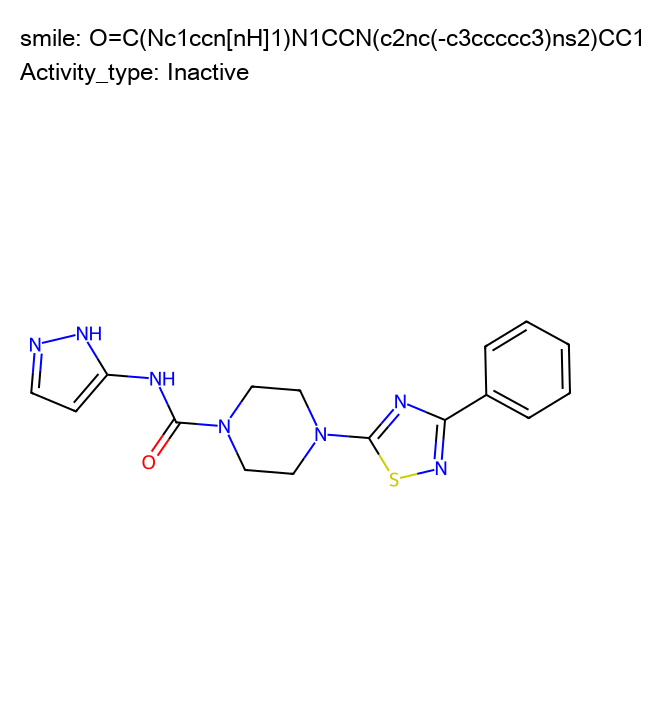 smile: O=C(Nc1ccn[nH]1)N1CCN(c2nc(-c3ccccc3)ns2)CC1
Activity_type: Inactive
N
NH
NH
O
N
N
N
N
S